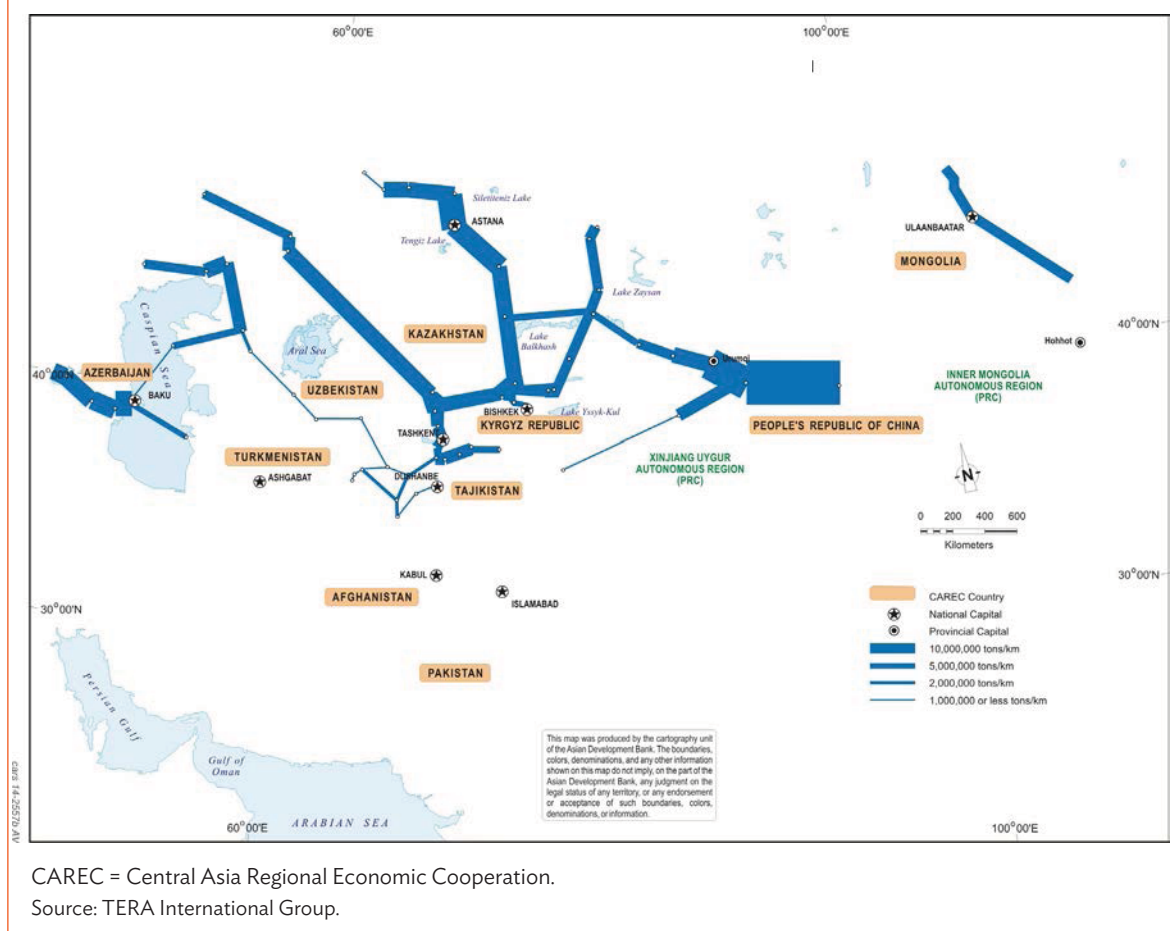 60°00'E
100°00'E
Siletiteniz Lake
ASTANA
Tengiz Lake
ULAANBAATAR
MONGOLIA
Caspian Sea
Lake Zaysan
KAZAKHSTAN
Lake
Balkhash
40°00'N
Aral Sea
Hohhot
Urumqi
AZERBAIJAN
40°00'N
UZBEKISTAN
INNER MONGOLIA
AUTONOMOUS REGION
(PRC)
BAKU
BISHKEK
Lake Yssyk-Kul
KYRGYZ REPUBLIC
PEOPLE'S REPUBLIC OF CHINA
TASHKENT
TURKMENISTAN
XINJIANG UYGUR
AUTONOMOUS REGION
(PRC)
ASHGABAT
DUSHANBE
TAJIKISTAN
N
0 200 400 600
Kilometers
KABUL
30°00'N
AFGHANISTAN
ISLAMABAD
30°00'N
CAREC Country
National Capital
Provincial Capital
10,000,000 tons/km
5,000,000 tons/km
2,000,000 tons/km
1,000,000 or less tons/km
PAKISTAN
Persian Gulf
Gulf of
Oman
This map was produced by the cartography unit
of the Asian Development Bank. The boundaries,
colors, denominations, and any other information
shown on this map do not imply, on the part of the
Asian Development Bank, any judgment on the
legal status of any territory, or any endorsement
or acceptance of such boundaries, colors,
denominations, or information.
ARABIAN SEA
60°00'E
100°00'E
cars 14-2557b AV
CAREC = Central Asia Regional Economic Cooperation.
Source: TERA International Group.